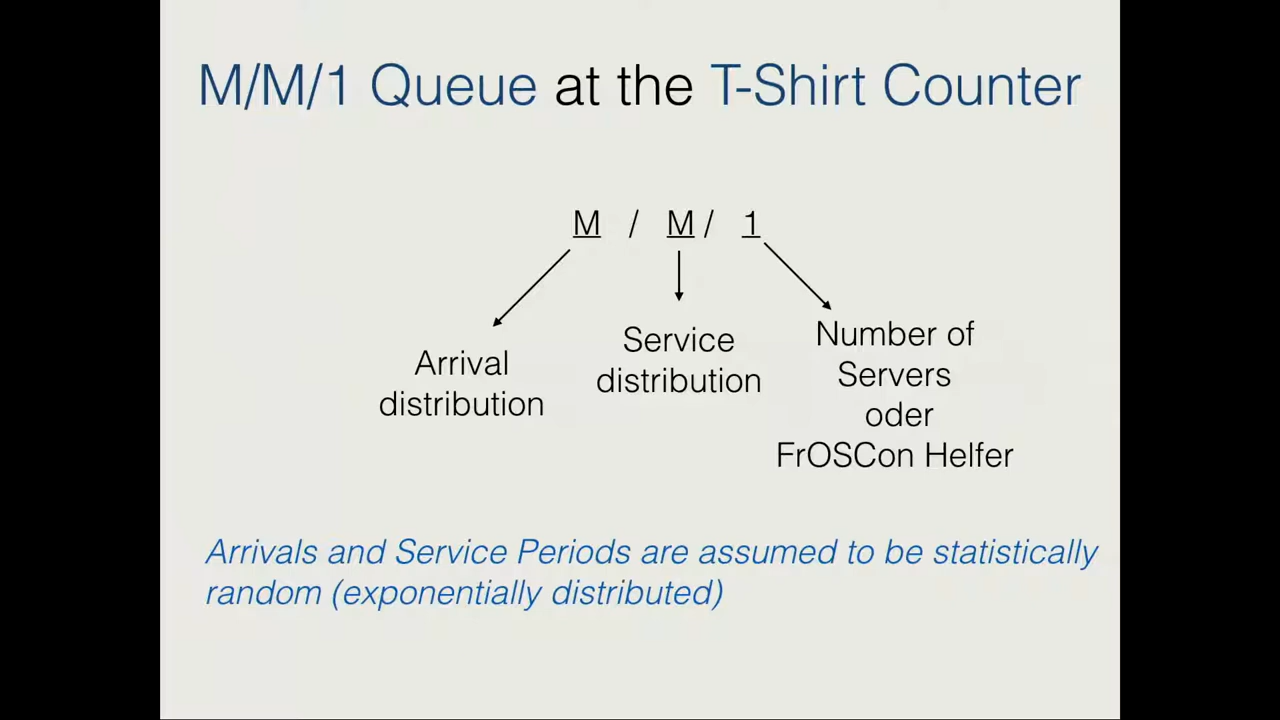 M/M/1 Queue at the T-Shirt Counter
M / M / 1
Arrival
distribution
Service
distribution
Number of
Servers
oder
FrOSCon Helfer
Arrivals and Service Periods are assumed to be statistically
random (exponentially distributed)